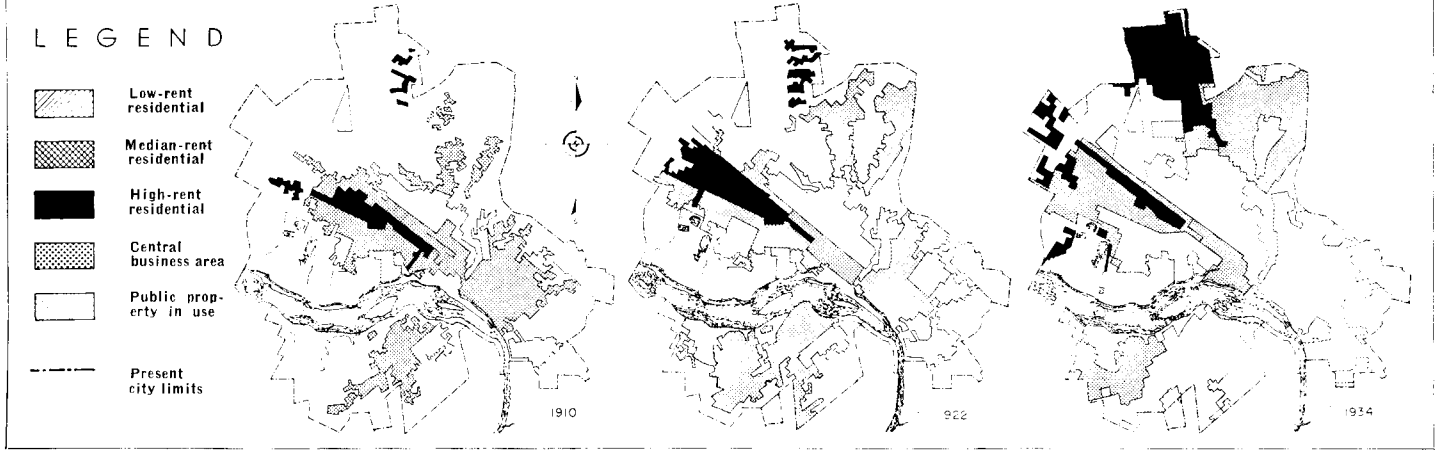 LEGEND
Low-rent
residential
Median-rent
residential
High-rent
residential
Central
business area
Public prop-
erty in use
Present
city limits
1910
922
1934